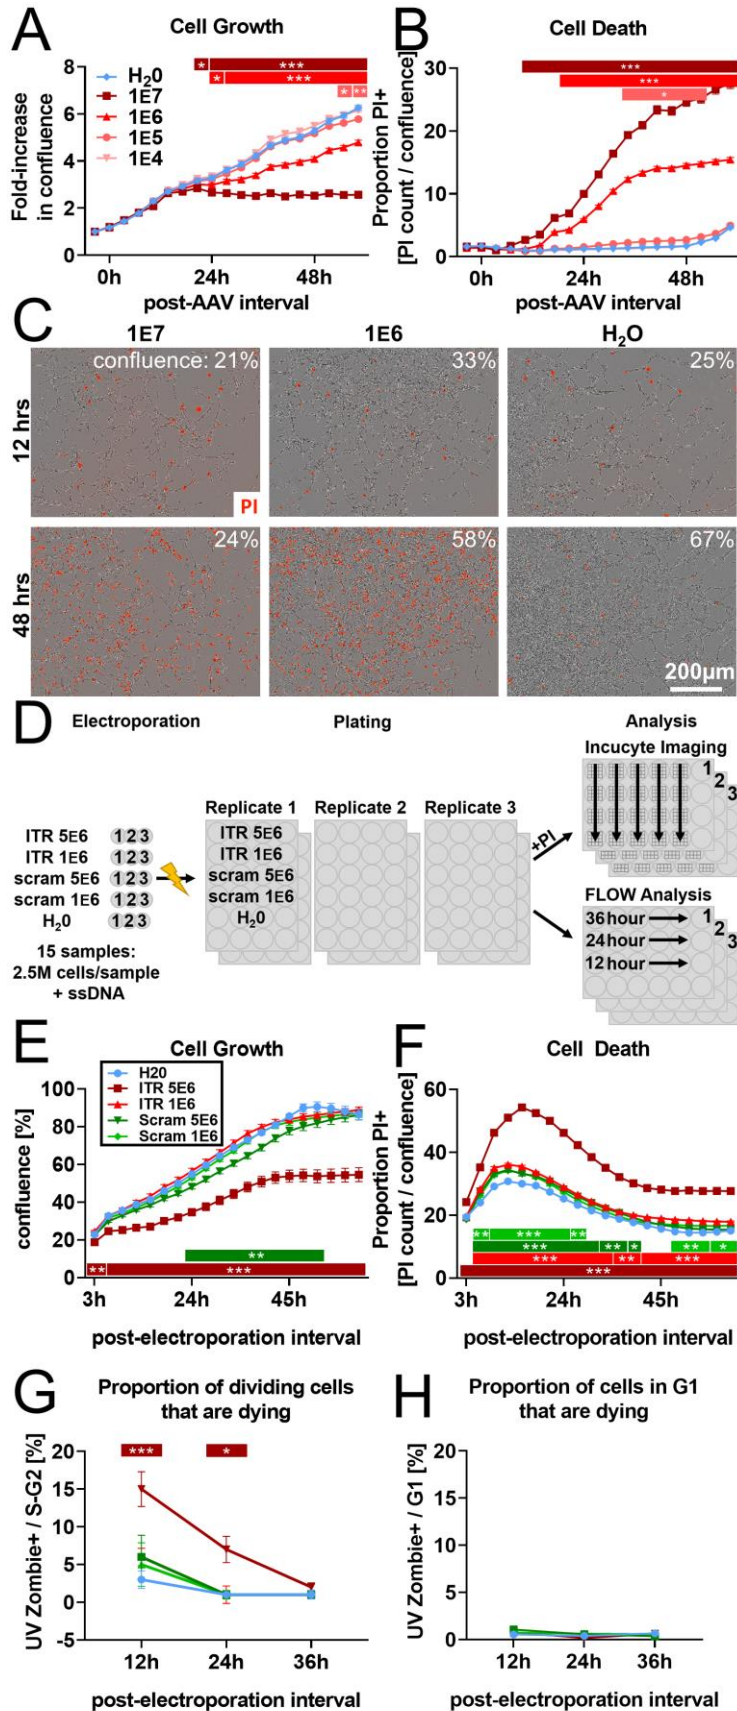 A
Cell Growth
Fold-increase
in confluence
8
6
4
2
0
H₂0
1E7
1E6
1E5
1E4
* ***
* ***
* **
0h 24h 48h
post-AAV interval
B
Cell Death
Proportion PI+
[PI count / confluence]
30
20
10
0
***
***
*
0h 24h 48h
post-AAV interval
C
1E7 1E6 H₂O
12 hrs
confluence: 21% 33% 25%
PI
48 hrs
24% 58% 67%
200µm
D
Electroporation Plating Analysis
Incucyte Imaging
1
2
3
Replicate 1 Replicate 2 Replicate 3
+PI
ITR 5E6 1 2 3
ITR 1E6 1 2 3
scram 5E6 1 2 3
scram 1E6 1 2 3
H₂0 1 2 3
15 samples:
2.5M cells/sample
+ ssDNA
ITR 5E6
ITR 1E6
scram 5E6
scram 1E6
H₂0
FLOW Analysis
36 hour 1
24 hour 2
12 hour 3
E
Cell Growth
confluence [%]
100
80
60
40
20
0
H20
ITR 5E6
ITR 1E6
Scram 5E6
Scram 1E6
**
** ***
3h 24h 45h
post-electroporation interval
F
Cell Death
Proportion PI+
[PI count / confluence]
60
40
20
0
** *** ** ** *
*** ** *
*** ** ***
***
3h 24h 45h
post-electroporation interval
G
Proportion of dividing cells
that are dying
UV Zombie+ / S-G2 [%]
20
15
10
5
0
-5
*** *
12h 24h 36h
post-electroporation interval
H
Proportion of cells in G1
that are dying
UV Zombie+ / G1 [%]
20
15
10
5
0
12h 24h 36h
post-electroporation interval